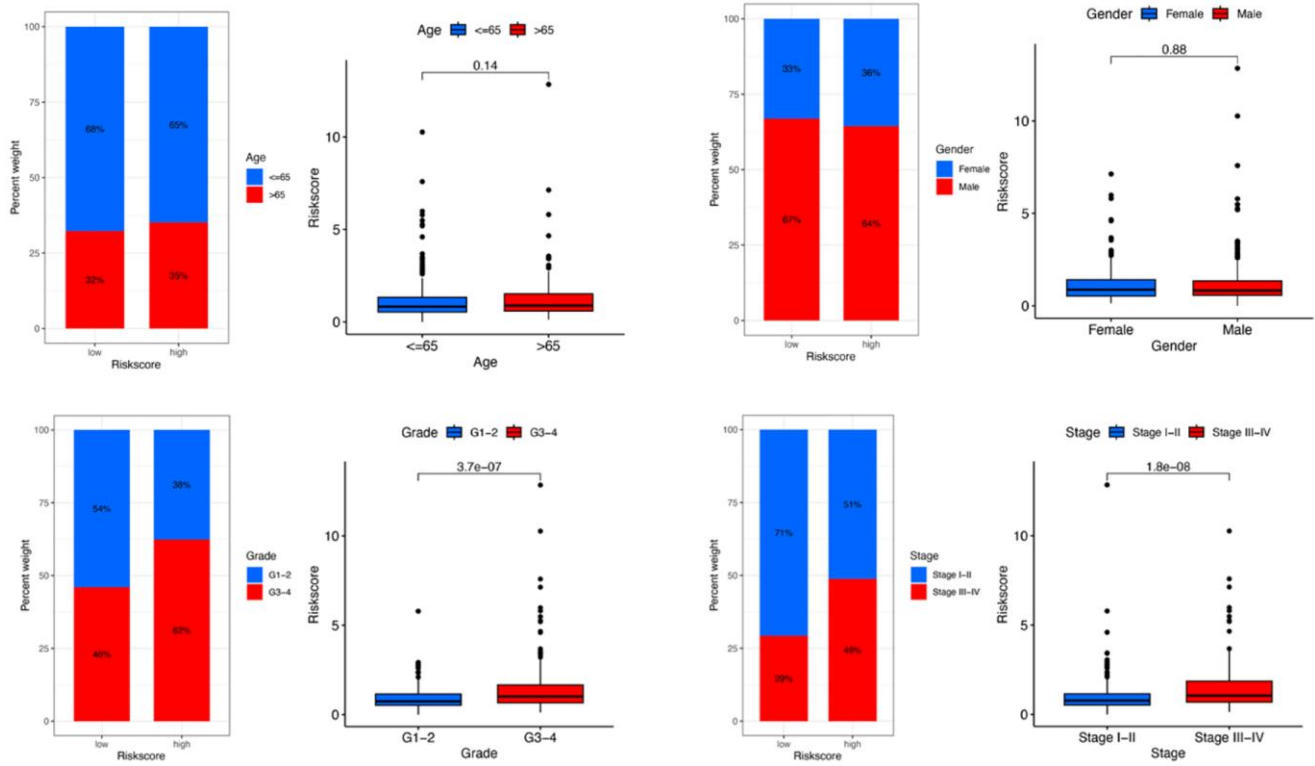 100
75
50
25
0
Percent weight
68%
65%
32%
35%
low
high
Riskscore
Age
<=65
>65
Age <=65 >65
0.14
10
5
0
Riskscore
<=65
>65
Age
100
75
50
25
0
Percent weight
33%
36%
67%
64%
low
high
Riskscore
Gender
Female
Male
Gender Female Male
0.88
10
5
0
Riskscore
Female
Male
Gender
100
75
50
25
0
Percent weight
54%
38%
46%
62%
low
high
Riskscore
Grade
G1-2
G3-4
Grade G1-2 G3-4
3.7e-07
10
5
0
Riskscore
G1-2
G3-4
Grade
100
75
50
25
0
Percent weight
71%
51%
29%
49%
low
high
Riskscore
Stage
Stage I-II
Stage III-IV
Stage Stage I-II Stage III-IV
1.8e-08
10
5
0
Riskscore
Stage I-II
Stage III-IV
Stage